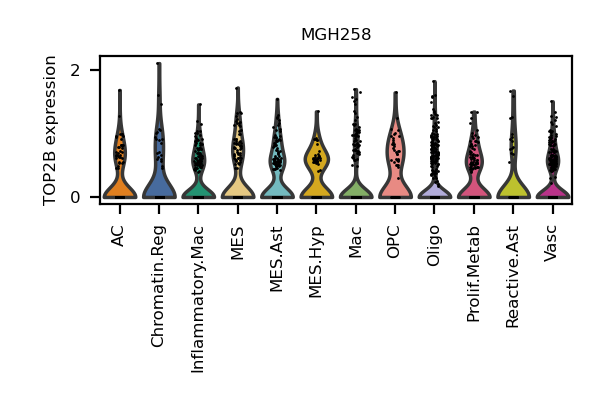 MGH258
TOP2B expression
2
0
AC
Chromatin.Reg
Inflammatory.Mac
MES
MES.Ast
MES.Hyp
Mac
OPC
Oligo
Prolif.Metab
Reactive.Ast
Vasc